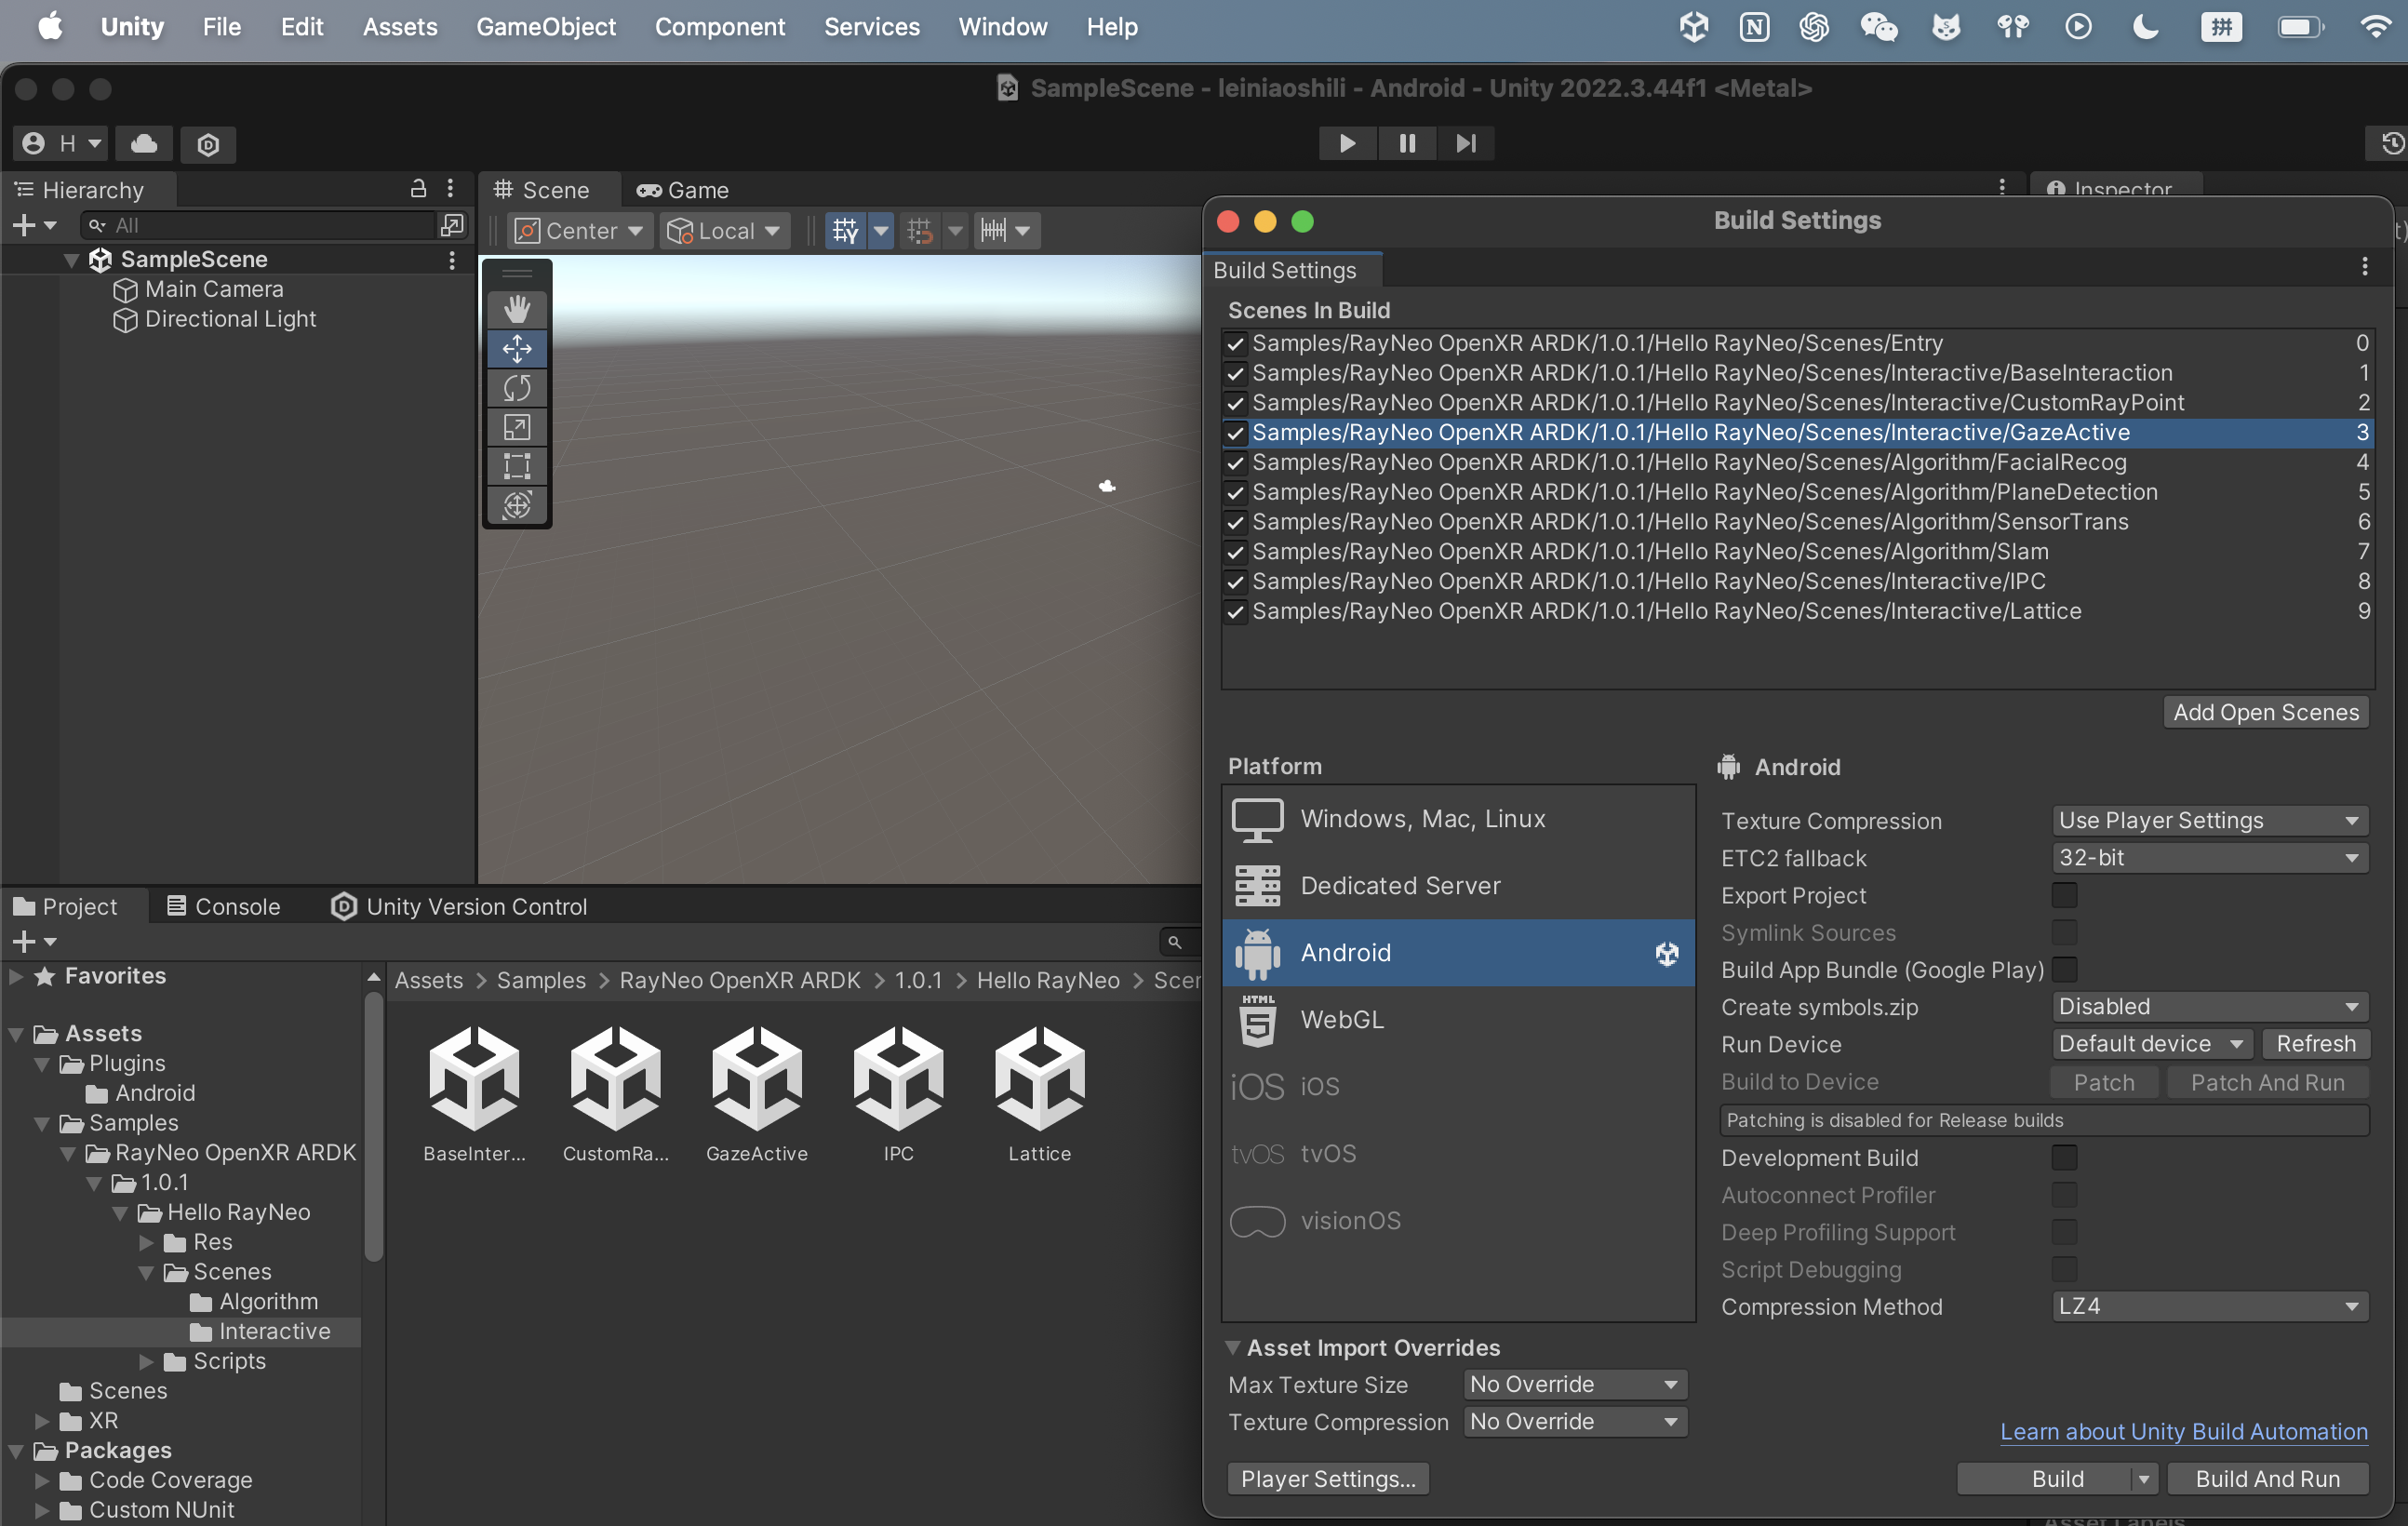 Unity File Edit Assets GameObject Component Services Window Help 拼
SampleScene - leiniaoshili - Android - Unity 2022.3.44f1 <Metal>
H
Hierarchy
All
SampleScene
Main Camera
Directional Light
Scene Game
Center Local
Inspector
Build Settings
Build Settings
Scenes In Build
Samples/RayNeo OpenXR ARDK/1.0.1/Hello RayNeo/Scenes/Entry 0
Samples/RayNeo OpenXR ARDK/1.0.1/Hello RayNeo/Scenes/Interactive/BaseInteraction 1
Samples/RayNeo OpenXR ARDK/1.0.1/Hello RayNeo/Scenes/Interactive/CustomRayPoint 2
Samples/RayNeo OpenXR ARDK/1.0.1/Hello RayNeo/Scenes/Interactive/GazeActive 3
Samples/RayNeo OpenXR ARDK/1.0.1/Hello RayNeo/Scenes/Algorithm/FacialRecog 4
Samples/RayNeo OpenXR ARDK/1.0.1/Hello RayNeo/Scenes/Algorithm/PlaneDetection 5
Samples/RayNeo OpenXR ARDK/1.0.1/Hello RayNeo/Scenes/Algorithm/SensorTrans 6
Samples/RayNeo OpenXR ARDK/1.0.1/Hello RayNeo/Scenes/Algorithm/Slam 7
Samples/RayNeo OpenXR ARDK/1.0.1/Hello RayNeo/Scenes/Interactive/IPC 8
Samples/RayNeo OpenXR ARDK/1.0.1/Hello RayNeo/Scenes/Interactive/Lattice 9
Add Open Scenes
Platform
Windows, Mac, Linux
Dedicated Server
Android
HTML 5 WebGL
iOS iOS
tvOS tvOS
visionOS
Android
Texture Compression Use Player Settings
ETC2 fallback 32-bit
Export Project
Symlink Sources
Build App Bundle (Google Play)
Create symbols.zip Disabled
Run Device Default device Refresh
Build to Device Patch Patch And Run
Patching is disabled for Release builds
Development Build
Autoconnect Profiler
Deep Profiling Support
Script Debugging
Compression Method LZ4
Asset Import Overrides
Max Texture Size No Override
Texture Compression No Override
Learn about Unity Build Automation
Player Settings... Build Build And Run
Project Console Unity Version Control
Favorites
Assets
Plugins
Android
Samples
RayNeo OpenXR ARDK
1.0.1
Hello RayNeo
Res
Scenes
Algorithm
Interactive
Scripts
Scenes
XR
Packages
Code Coverage
Custom NUnit
Assets > Samples > RayNeo OpenXR ARDK > 1.0.1 > Hello RayNeo > Scen
BaseInter... CustomRa... GazeActive IPC Lattice
Asset Labels